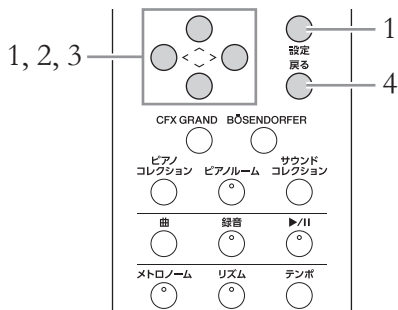 1, 2, 3
1
設定
戻る
4
CFX GRAND BÖSENDORFER
ピアノ
コレクション
ピアノルーム
サウンド
コレクション
曲 録音 ▶/II
メトロノーム リズム テンポ